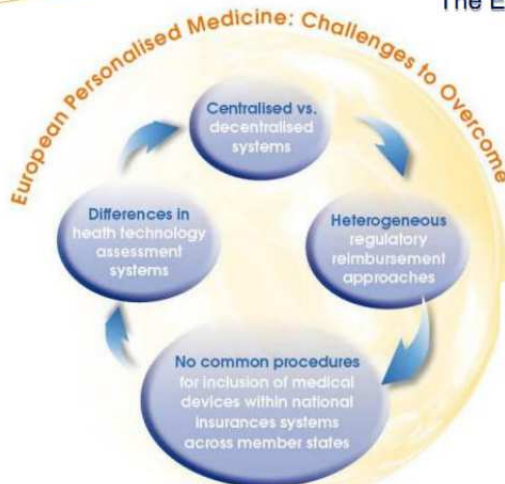 The E
European Personalised Medicine: Challenges to Overcome
Centralised vs.
decentralised
systems
Heterogeneous
regulatory
reimbursement
approaches
No common procedures
for inclusion of medical
devices within national
insurances systems
across member states
Differences in
heath technology
assessment
systems